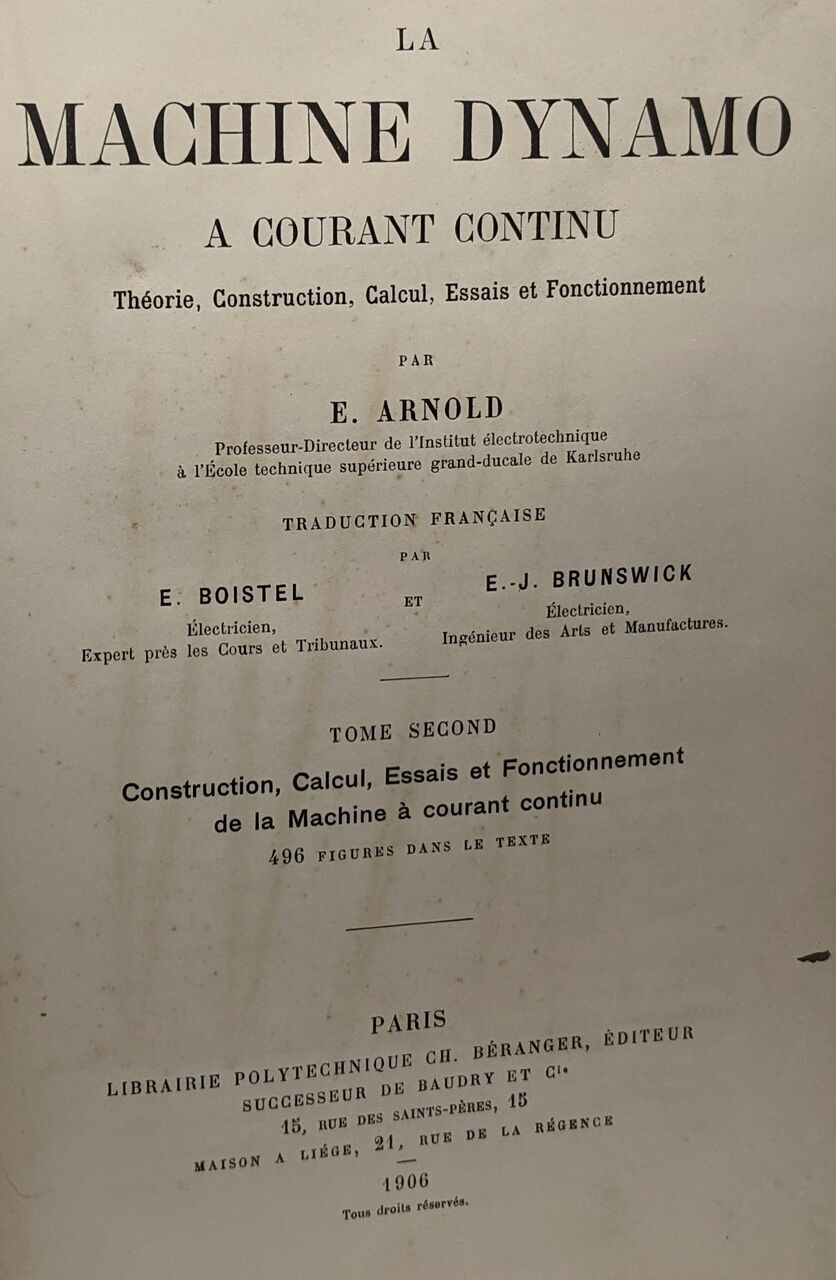 LA
MACHINE DYNAMO
A COURANT CONTINU
Théorie, Construction, Calcul, Essais et Fonctionnement
PAR
E. ARNOLD
Professeur-Directeur de l'Institut électrotechnique
à l'École technique supérieure grand-ducale de Karlsruhe
TRADUCTION FRANÇAISE
PAR
E. BOISTEL
Électricien,
Expert près les Cours et Tribunaux.
ET
E.-J. BRUNSWICK
Électricien,
Ingénieur des Arts et Manufactures.
TOME SECOND
Construction, Calcul, Essais et Fonctionnement
de la Machine à courant continu
496 FIGURES DANS LE TEXTE
PARIS
LIBRAIRIE POLYTECHNIQUE CH. BÉRANGER, ÉDITEUR
SUCCESSEUR DE BAUDRY ET Cie
15, RUE DES SAINTS-PÈRES, 15
MAISON A LIÉGE, 21, RUE DE LA RÉGENCE
1906
Tous droits réservés.